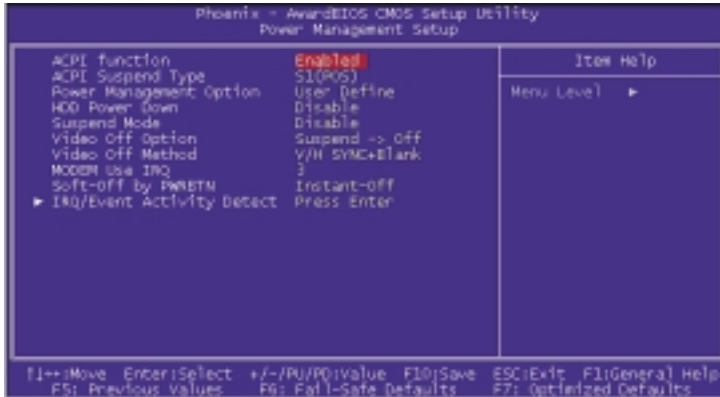 Phoenix - AwardBIOS CMOS Setup Utility
Power Management Setup
ACPI function Enabled
ACPI Suspend Type S1(POS)
Power Management Option User Define
HDD Power Down Disable
Suspend Mode Disable
Video Off Option Suspend -> Off
Video Off Method V/H SYNC+Blank
MODEM Use IRQ 3
Soft-Off by PWRBTN Instant-Off
► IRQ/Event Activity Detect Press Enter
Item Help
Menu Level ►
↑↓↔:Move Enter:Select +/-/PU/PD:Value F10:Save ESC:Exit F1:General Help
F5: Previous Values F6: Fail-Safe Defaults F7: Optimized Defaults